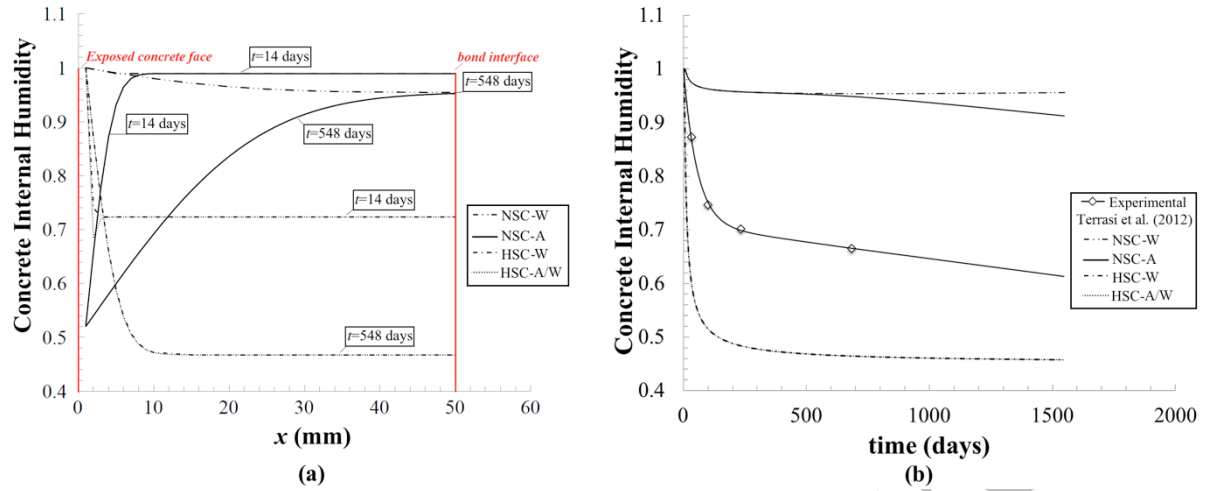 (a)
Concrete Internal Humidity
1.1
1
0.9
0.8
0.7
0.6
0.5
0.4
Exposed concrete face
bond interface
t=14 days
t=548 days
t=14 days
t=548 days
t=14 days
t=548 days
NSC-W
NSC-A
HSC-W
HSC-A/W
0
10
20
30
40
50
60
x (mm)
(a)
Concrete Internal Humidity
1.1
1
0.9
0.8
0.7
0.6
0.5
0.4
Experimental
Terrasi et al. (2012)
NSC-W
NSC-A
HSC-W
HSC-A/W
0
500
1000
1500
2000
time (days)
(b)